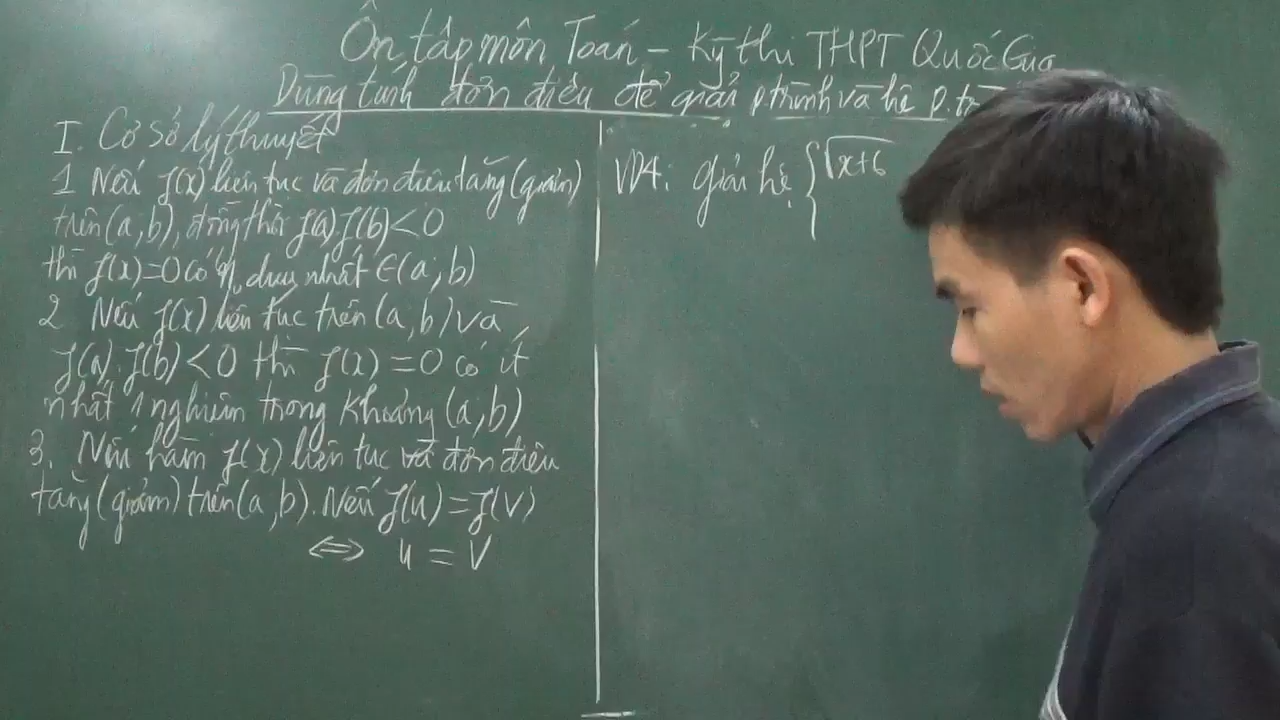 Ôn tập môn Toán - Kỳ thi THPT Quốc Gia
Dùng tính đơn điệu để giải p.trình và hệ p.tr
I. Cơ sở lý thuyết
1 Nếu f(x) liên tục và đơn điệu tăng (giảm)
trên (a,b), đồng thời f(a).f(b)<0
thì f(x)=0 có duy nhất ∈(a;b)
2 Nếu f(x) liên tục trên (a,b) và
f(a).f(b)<0 thì f(x)=0 có ít
nhất 1 nghiệm trong khoảng (a,b)
3. Nếu hàm f(x) liên tục và đơn điệu
tăng (giảm) trên (a,b). Nếu f(u)=f(v)
⇔ u = v
VD4: Giải hệ { √x+6